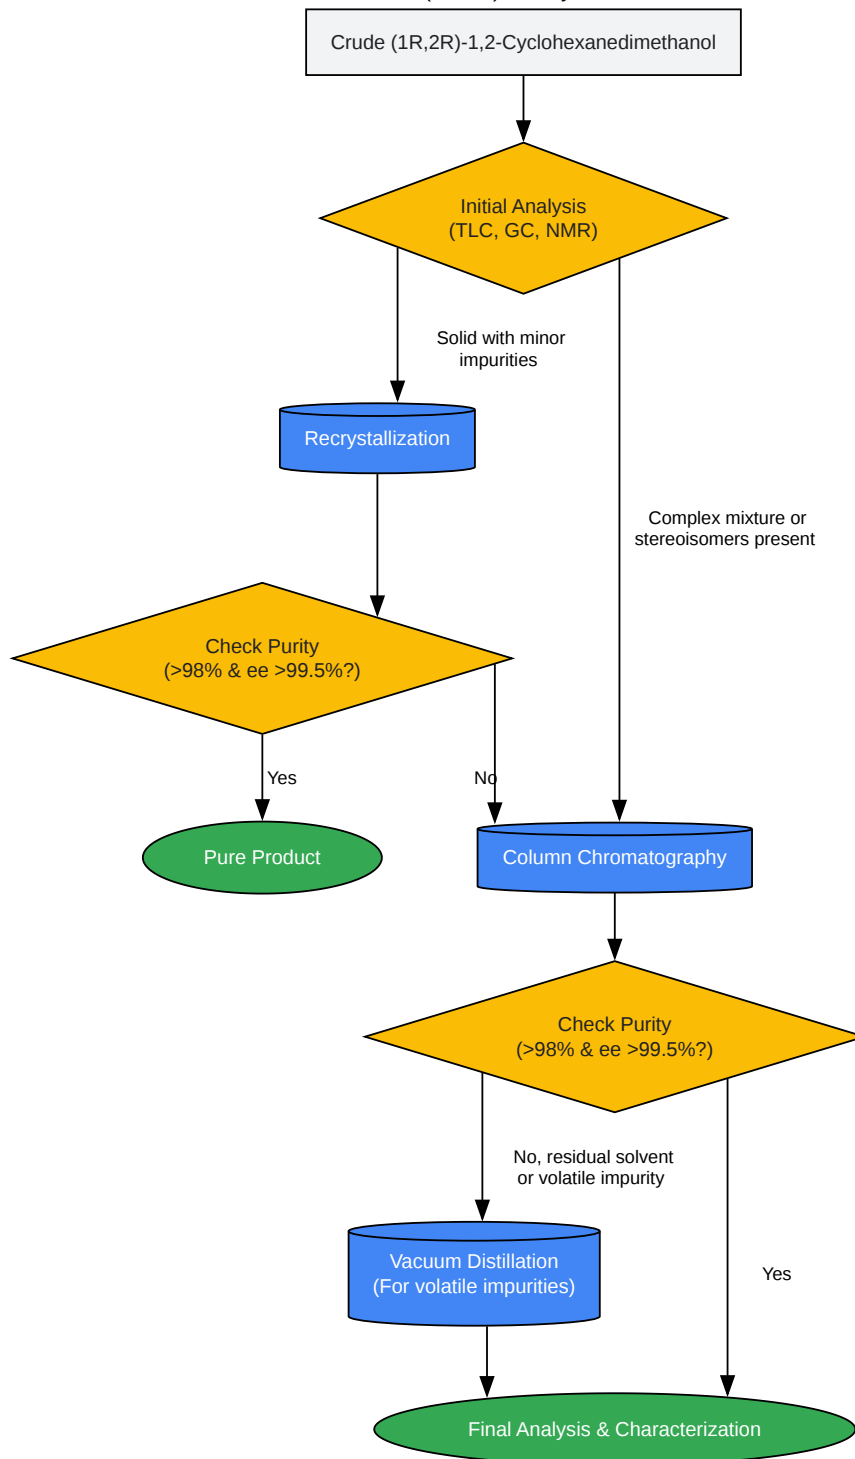 Crude (1R,2R)-1,2-Cyclohexanedimethanol
Initial Analysis
(TLC, GC, NMR)
Solid with minor
impurities
Recrystallization
Complex mixture or
stereoisomers present
Check Purity
(>98% & ee >99.5%?)
Yes
No
Pure Product
Column Chromatography
Check Purity
(>98% & ee >99.5%?)
No, residual solvent
or volatile impurity
Vacuum Distillation
(For volatile impurities)
Yes
Final Analysis & Characterization